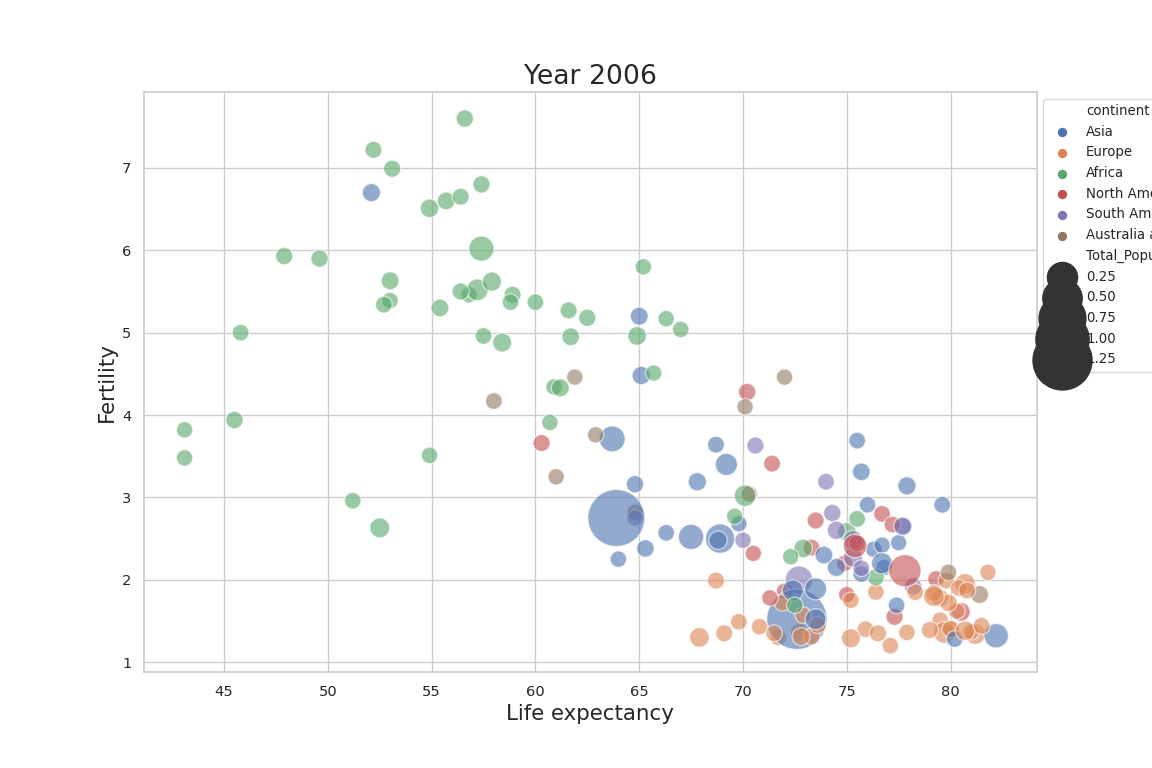 Year 2006
Fertility
7
6
5
4
3
2
1
45 50 55 60 65 70 75 80
Life expectancy
continent
Asia
Europe
Africa
North Ame
South Am
Australia a
Total_Popu
0.25
0.50
0.75
1.00
1.25